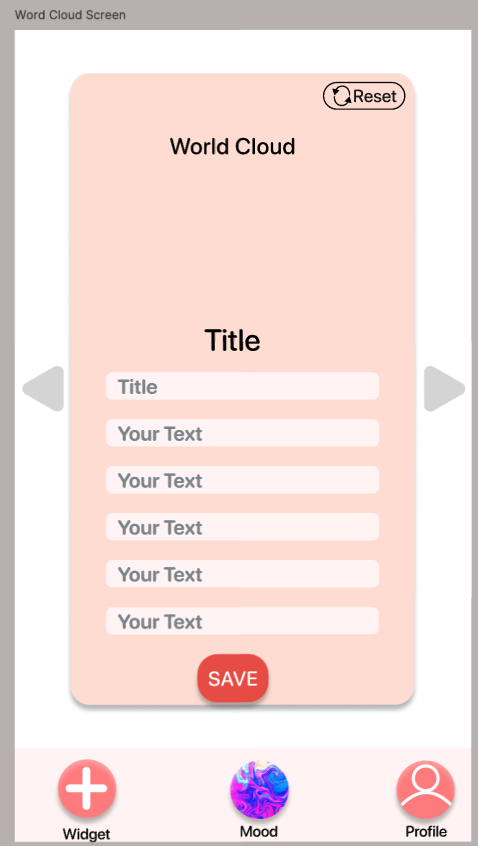 Word Cloud Screen
Reset
World Cloud
Title
Title
Your Text
Your Text
Your Text
Your Text
Your Text
SAVE
Widget
Mood
Profile